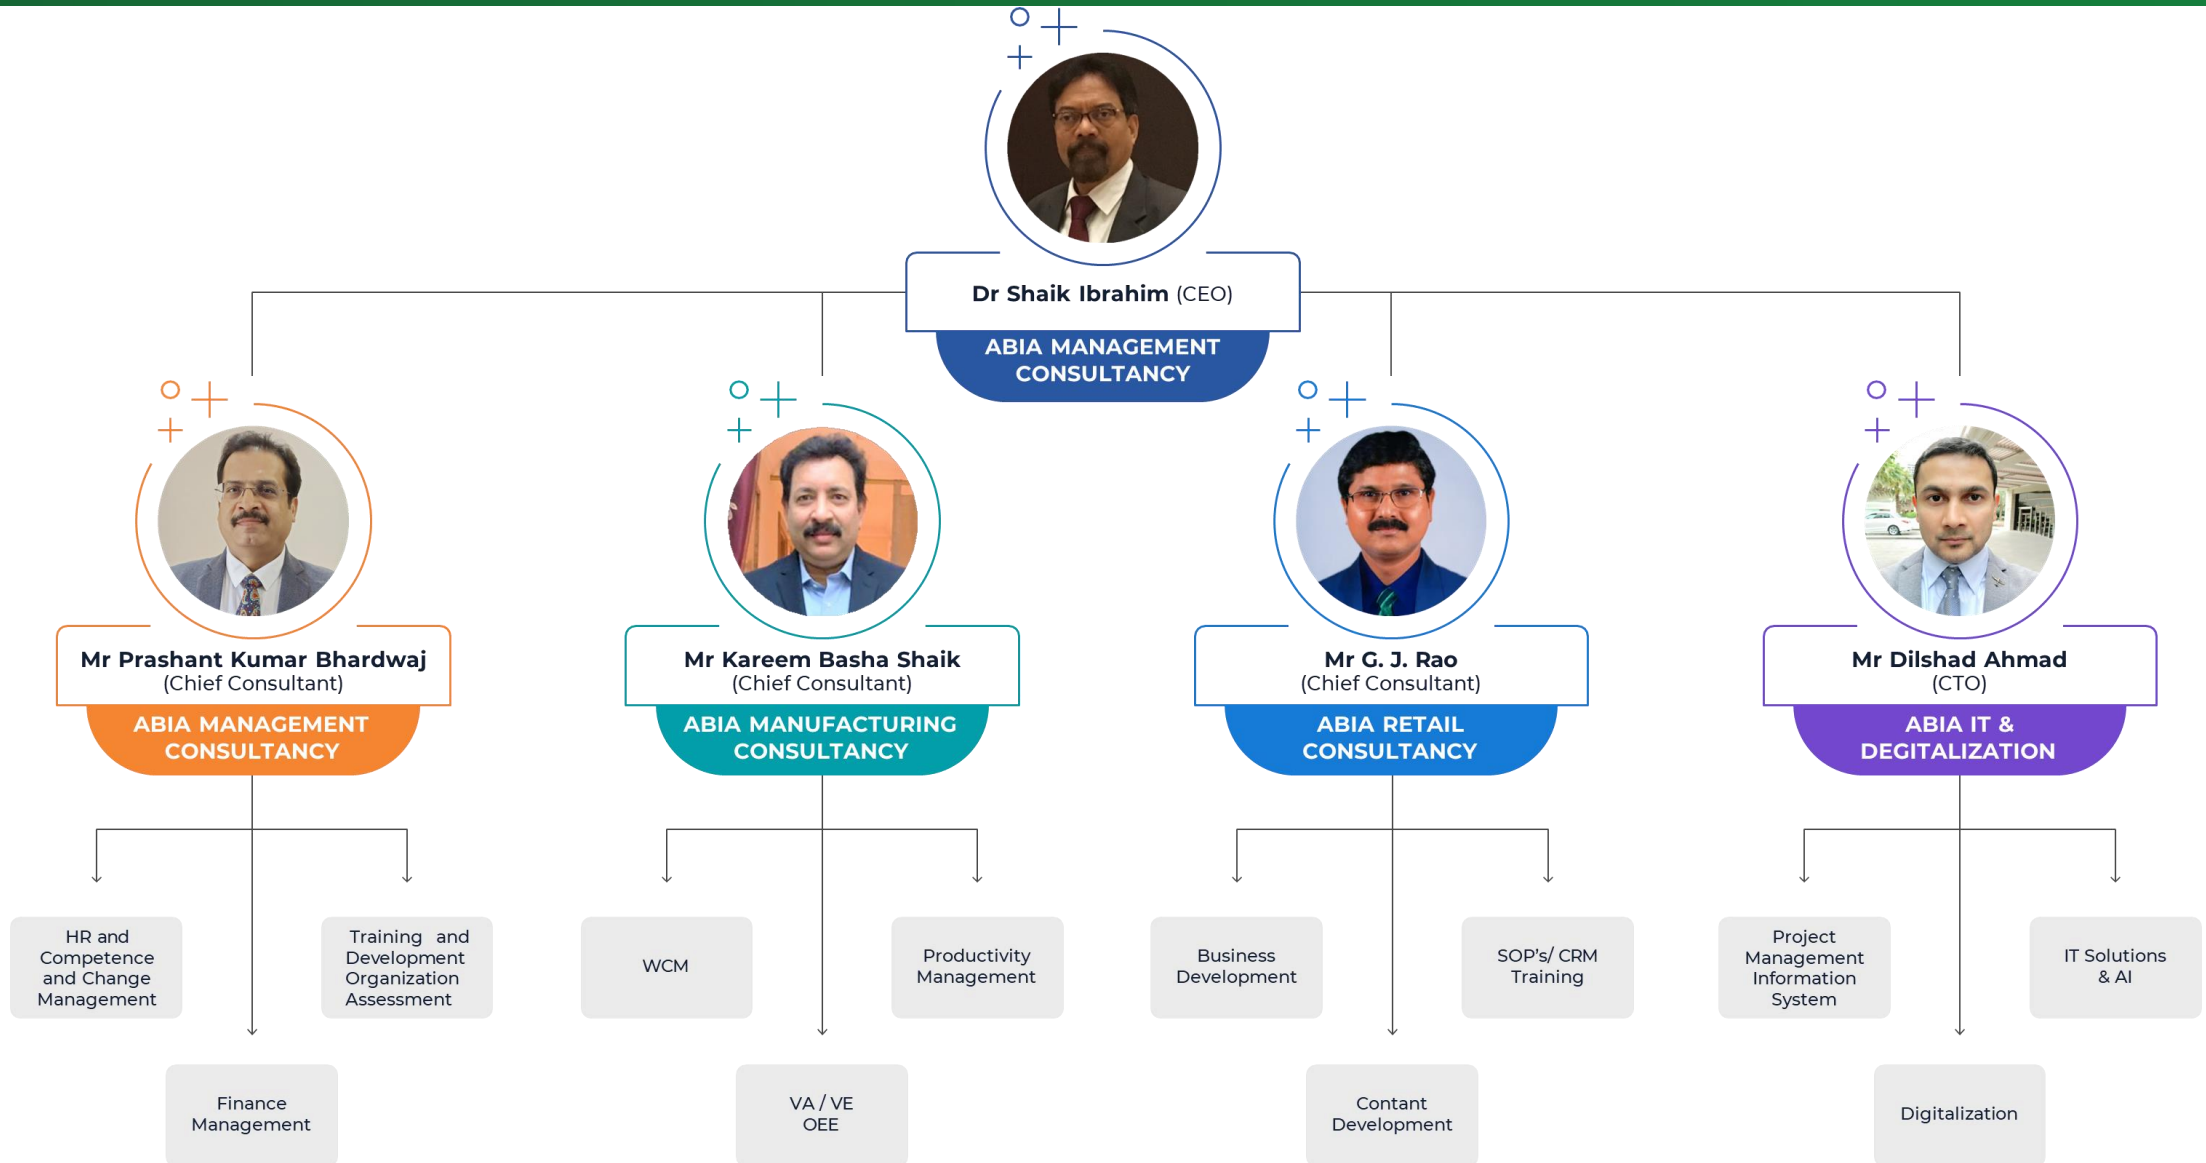 Dr Shaik Ibrahim (CEO)
ABIA MANAGEMENT
CONSULTANCY
Mr Prashant Kumar Bhardwaj
(Chief Consultant)
ABIA MANAGEMENT
CONSULTANCY
Mr Kareem Basha Shaik
(Chief Consultant)
ABIA MANUFACTURING
CONSULTANCY
Mr G. J. Rao
(Chief Consultant)
ABIA RETAIL
CONSULTANCY
Mr Dilshad Ahmad
(CTO)
ABIA IT &
DEGITALIZATION
HR and
Competence
and Change
Management
Training and
Development
Organization
Assessment
Finance
Management
WCM
Productivity
Management
VA / VE
OEE
Business
Development
SOP's/ CRM
Training
Contant
Development
Project
Management
Information
System
IT Solutions
& AI
Digitalization